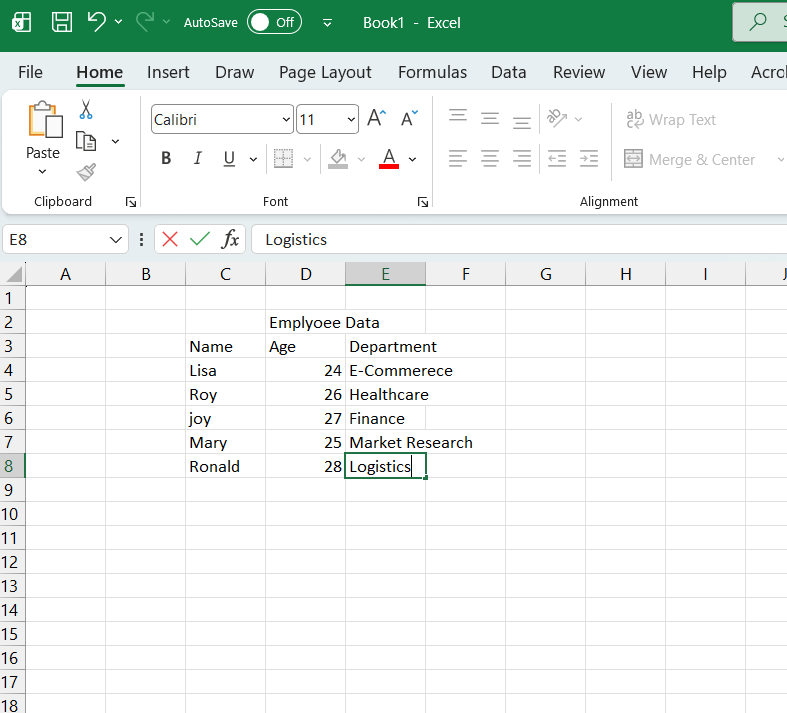 AutoSave Off Book1 - Excel
File Home Insert Draw Page Layout Formulas Data Review View Help
Calibri 11 A A ab Wrap Text
Paste B I U A Merge & Center
Clipboard Font Alignment
E8 fx Logistics
A B C D E F G H I J
1
2 Emplyoee Data
3 Name Age Department
4 Lisa 24 E-Commerece
5 Roy 26 Healthcare
6 joy 27 Finance
7 Mary 25 Market Research
8 Ronald 28 Logistics
9
10
11
12
13
14
15
16
17
18